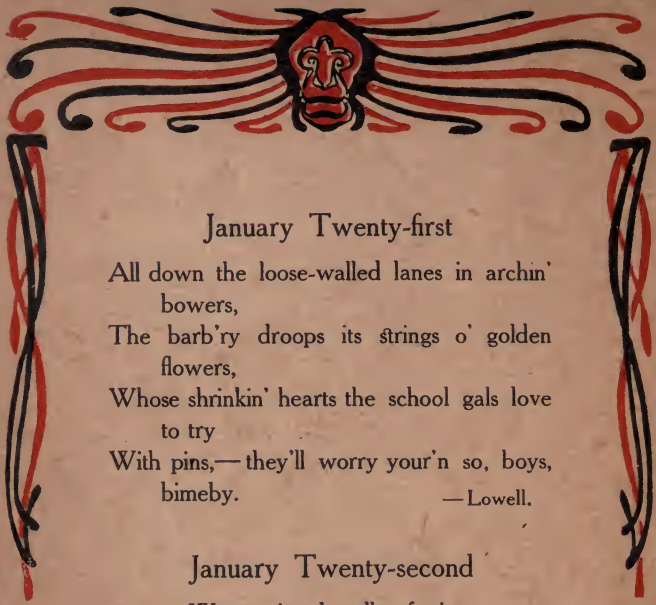 January Twenty-first
All down the loose-walled lanes in archin'
bowers,
The barb'ry droops its strings o' golden
flowers,
Whose shrinkin' hearts the school gals love
to try
With pins,—they'll worry your'n so, boys,
bimeby. —Lowell.
January Twenty-second